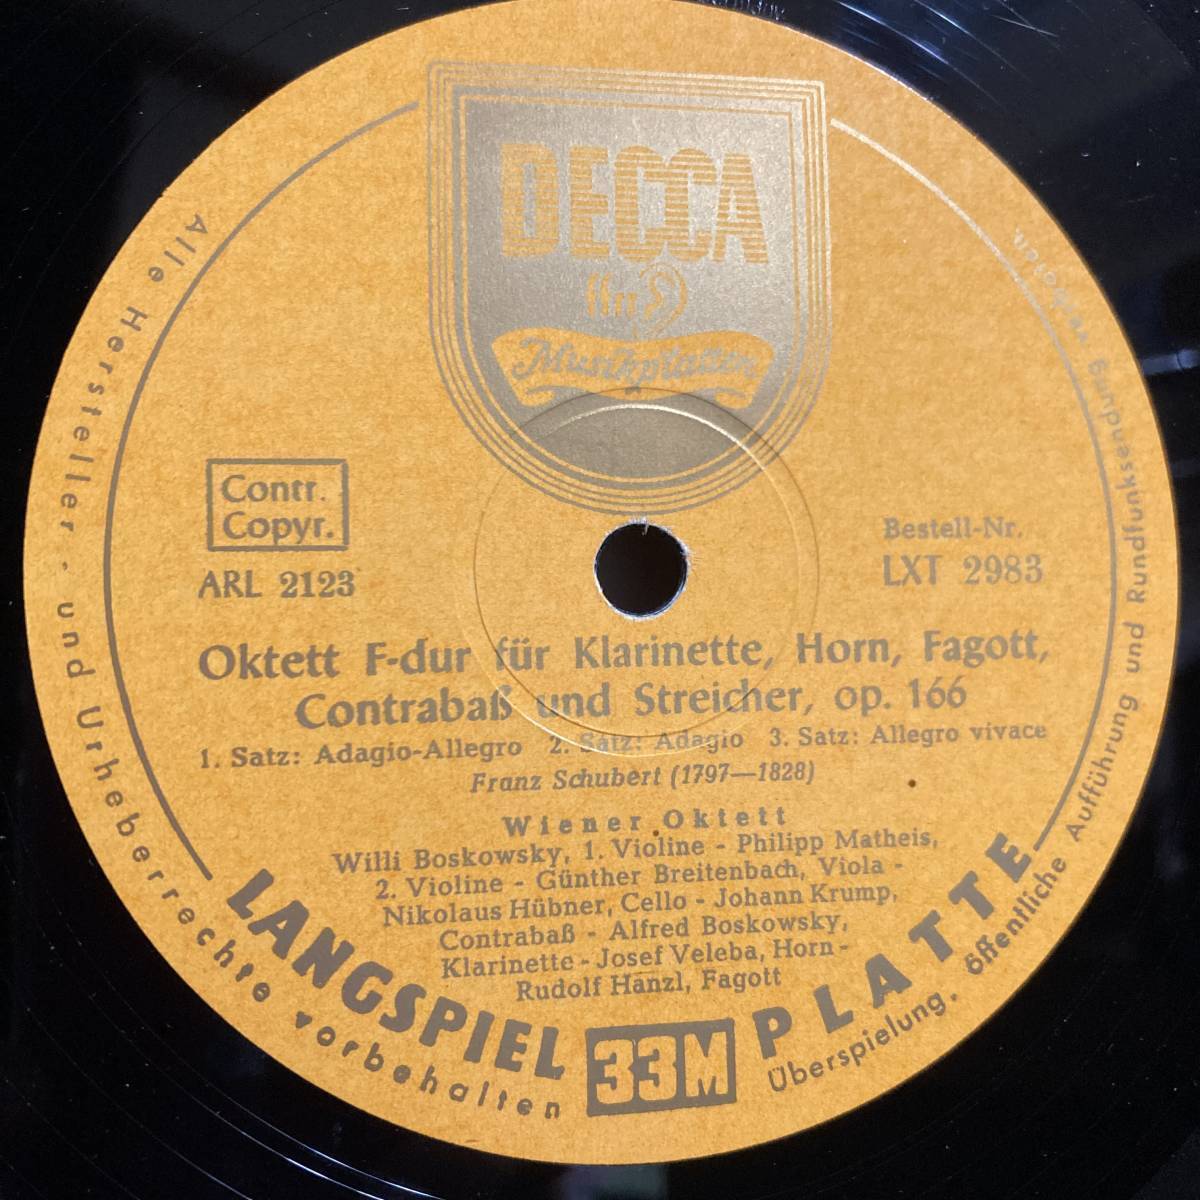 DECCA
ffrr
Musikplatten
Contr.
Copyr.
ARL 2123
Bestell-Nr.
LXT 2983
Oktett F-dur für Klarinette, Horn, Fagott,
Contrabaß und Streicher, op. 166
1. Satz: Adagio-Allegro 2. Satz: Adagio 3. Satz: Allegro vivace
Franz Schubert (1797—1828)
Wiener Oktett
Willi Boskowsky, 1. Violine - Philipp Matheis,
2. Violine - Günther Breitenbach, Viola -
Nikolaus Hübner, Cello - Johann Krump,
Contrabaß - Alfred Boskowsky,
Klarinette - Josef Veleba, Horn -
Rudolf Hanzl, Fagott
LANGSPIEL 33M PLATTE
Alle Hersteller- und Urheberrechte vorbehalten
Überspielung, öffentliche Aufführung und Rundfunksendung verboten.